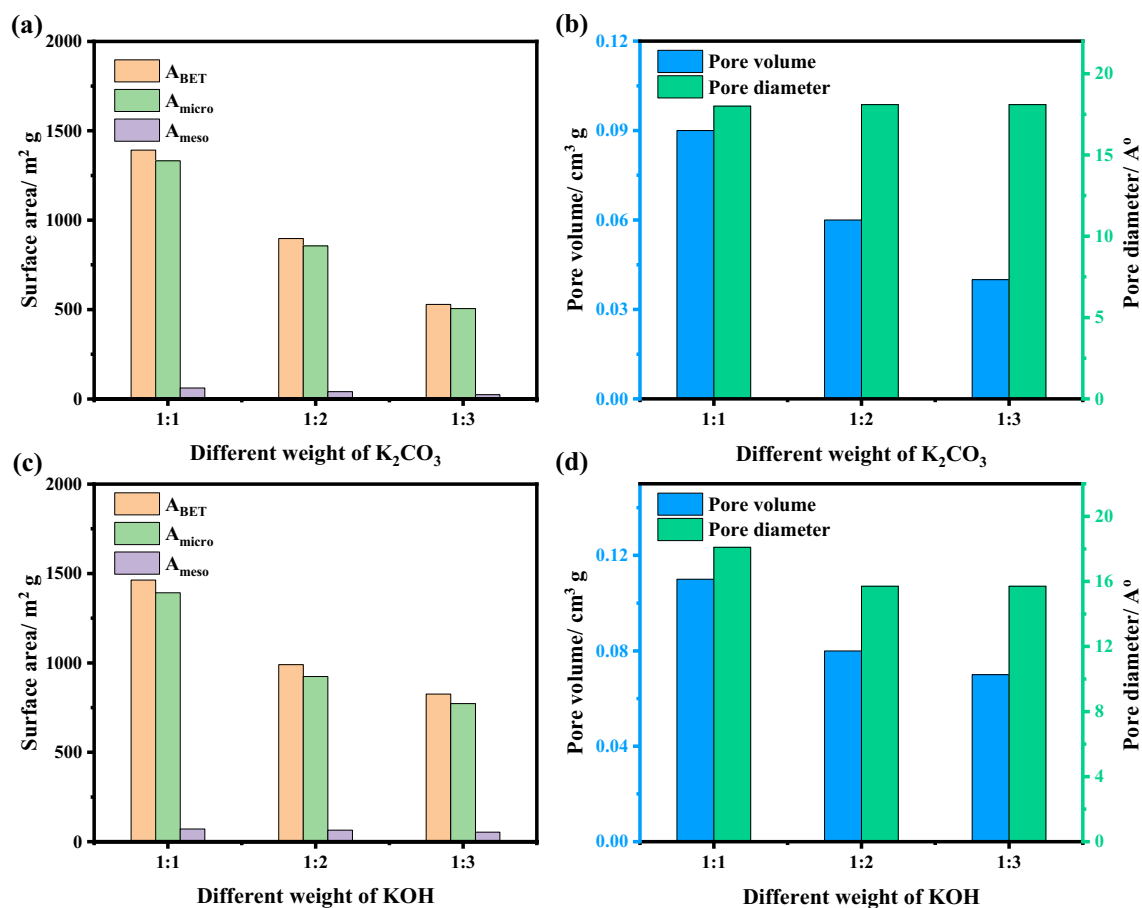 (a)
2000
1500
1000
500
0
Surface area/ m² g
A_BET
A_micro
A_meso
1:1 1:2 1:3
Different weight of K₂CO₃
(b)
0.12
0.09
0.06
0.03
0.00
Pore volume/ cm³ g
Pore volume
Pore diameter
20
15
10
5
0
Pore diameter/ Aº
1:1 1:2 1:3
Different weight of K₂CO₃
(c)
2000
1500
1000
500
0
Surface area/ m² g
A_BET
A_micro
A_meso
1:1 1:2 1:3
Different weight of KOH
(d)
0.12
0.08
0.04
0.00
Pore volume/ cm³ g
Pore volume
Pore diameter
20
16
12
8
4
0
Pore diameter/ Aº
1:1 1:2 1:3
Different weight of KOH